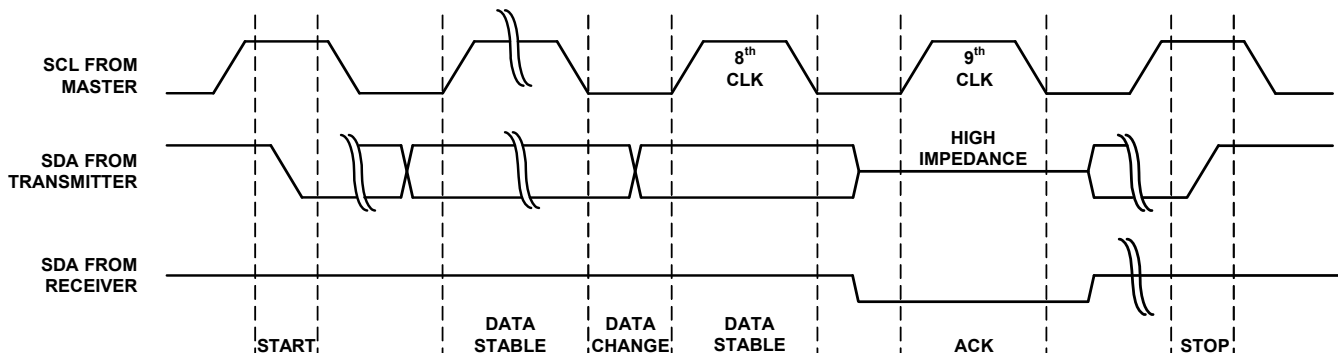 SCL FROM
MASTER
8th
CLK
9th
CLK
SDA FROM
TRANSMITTER
HIGH
IMPEDANCE
SDA FROM
RECEIVER
START
DATA
STABLE
DATA
CHANGE
DATA
STABLE
ACK
STOP